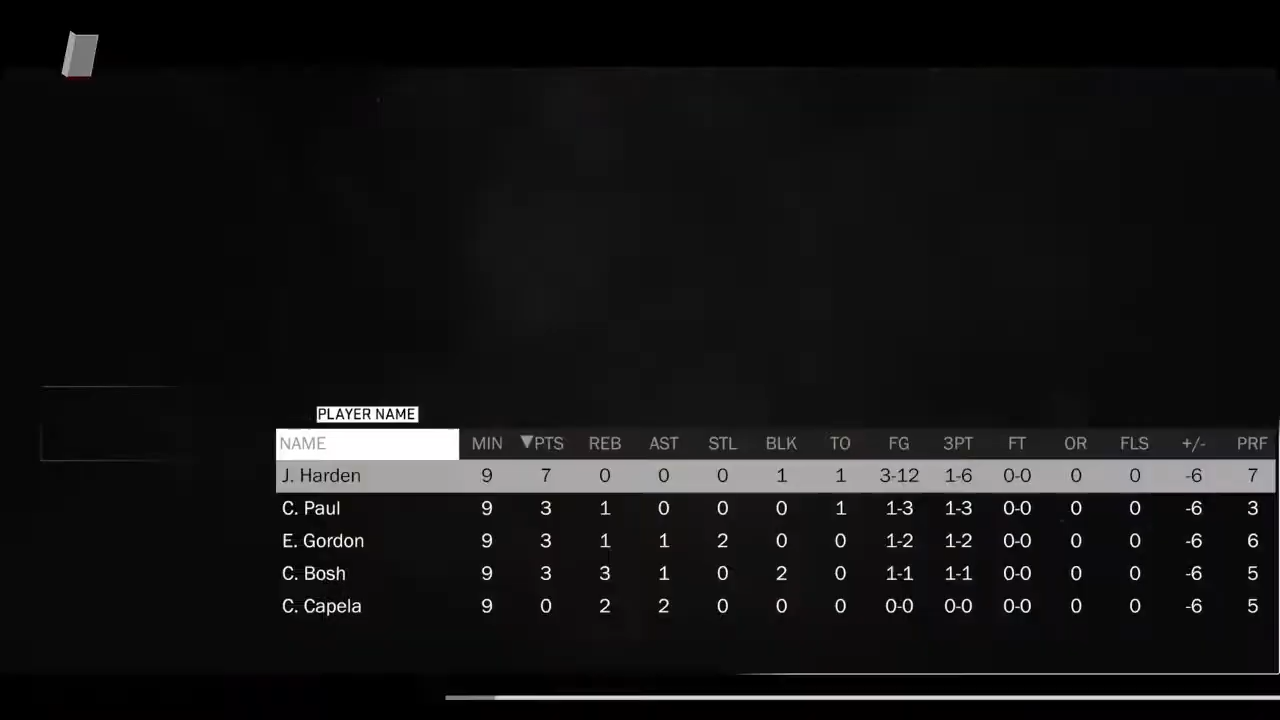 PLAYER NAME
NAME MIN ▼PTS REB AST STL BLK TO FG 3PT FT OR FLS +/- PRF
J. Harden 9 7 0 0 0 1 1 3-12 1-6 0-0 0 0 -6 7
C. Paul 9 3 1 0 0 0 1 1-3 1-3 0-0 0 0 -6 3
E. Gordon 9 3 1 1 2 0 0 1-2 1-2 0-0 0 0 -6 6
C. Bosh 9 3 3 1 0 2 0 1-1 1-1 0-0 0 0 -6 5
C. Capela 9 0 2 2 0 0 0 0-0 0-0 0-0 0 0 -6 5